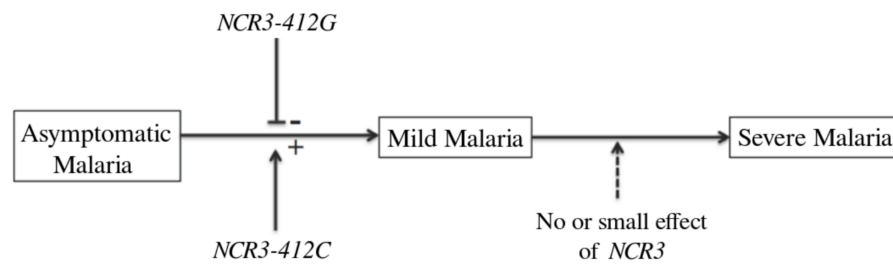 NCR3-412G
-
Asymptomatic
Malaria
+
Mild Malaria
Severe Malaria
NCR3-412C
No or small effect
of NCR3